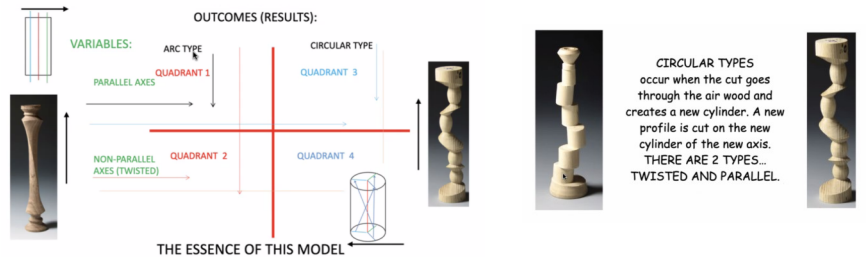 OUTCOMES (RESULTS):
VARIABLES:
ARC TYPE
CIRCULAR TYPE
QUADRANT 1
QUADRANT 3
PARALLEL AXES
NON-PARALLEL
AXES (TWISTED)
QUADRANT 2
QUADRANT 4
THE ESSENCE OF THIS MODEL
CIRCULAR TYPES
occur when the cut goes
through the air wood and
creates a new cylinder. A new
profile is cut on the new
cylinder of the new axis.
THERE ARE 2 TYPES...
TWISTED AND PARALLEL.